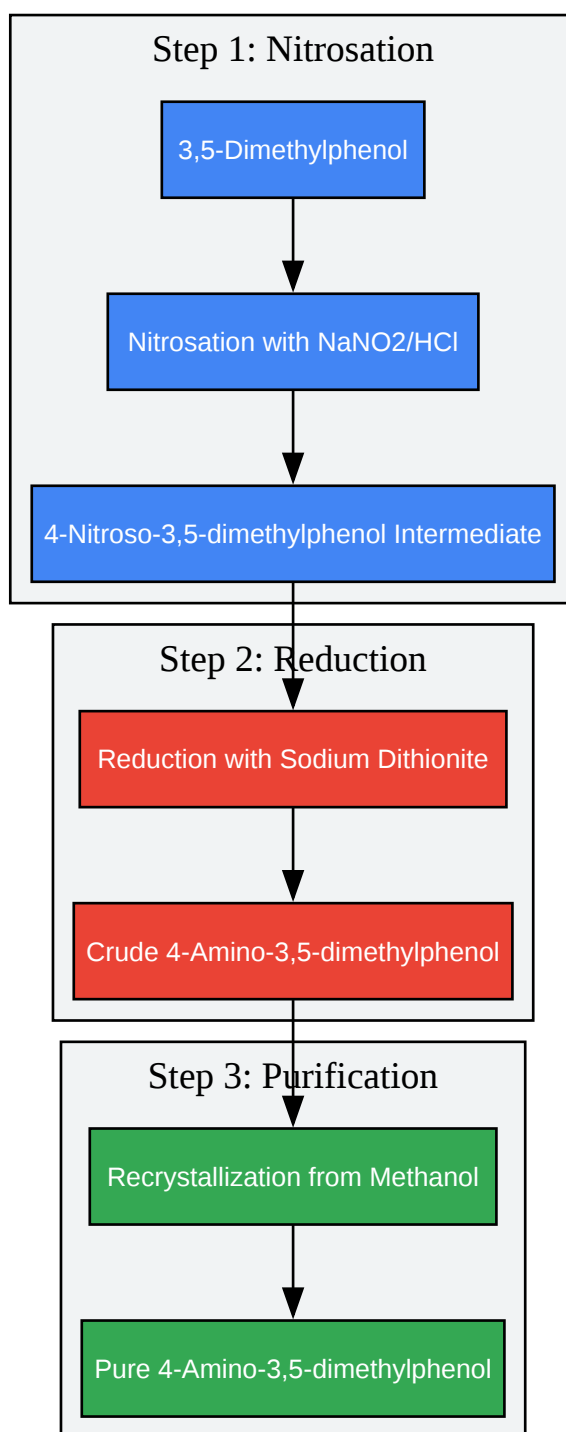 Step 1: Nitrosation
3,5-Dimethylphenol
Nitrosation with NaNO2/HCl
4-Nitroso-3,5-dimethylphenol Intermediate
Step 2: Reduction
Reduction with Sodium Dithionite
Crude 4-Amino-3,5-dimethylphenol
Step 3: Purification
Recrystallization from Methanol
Pure 4-Amino-3,5-dimethylphenol